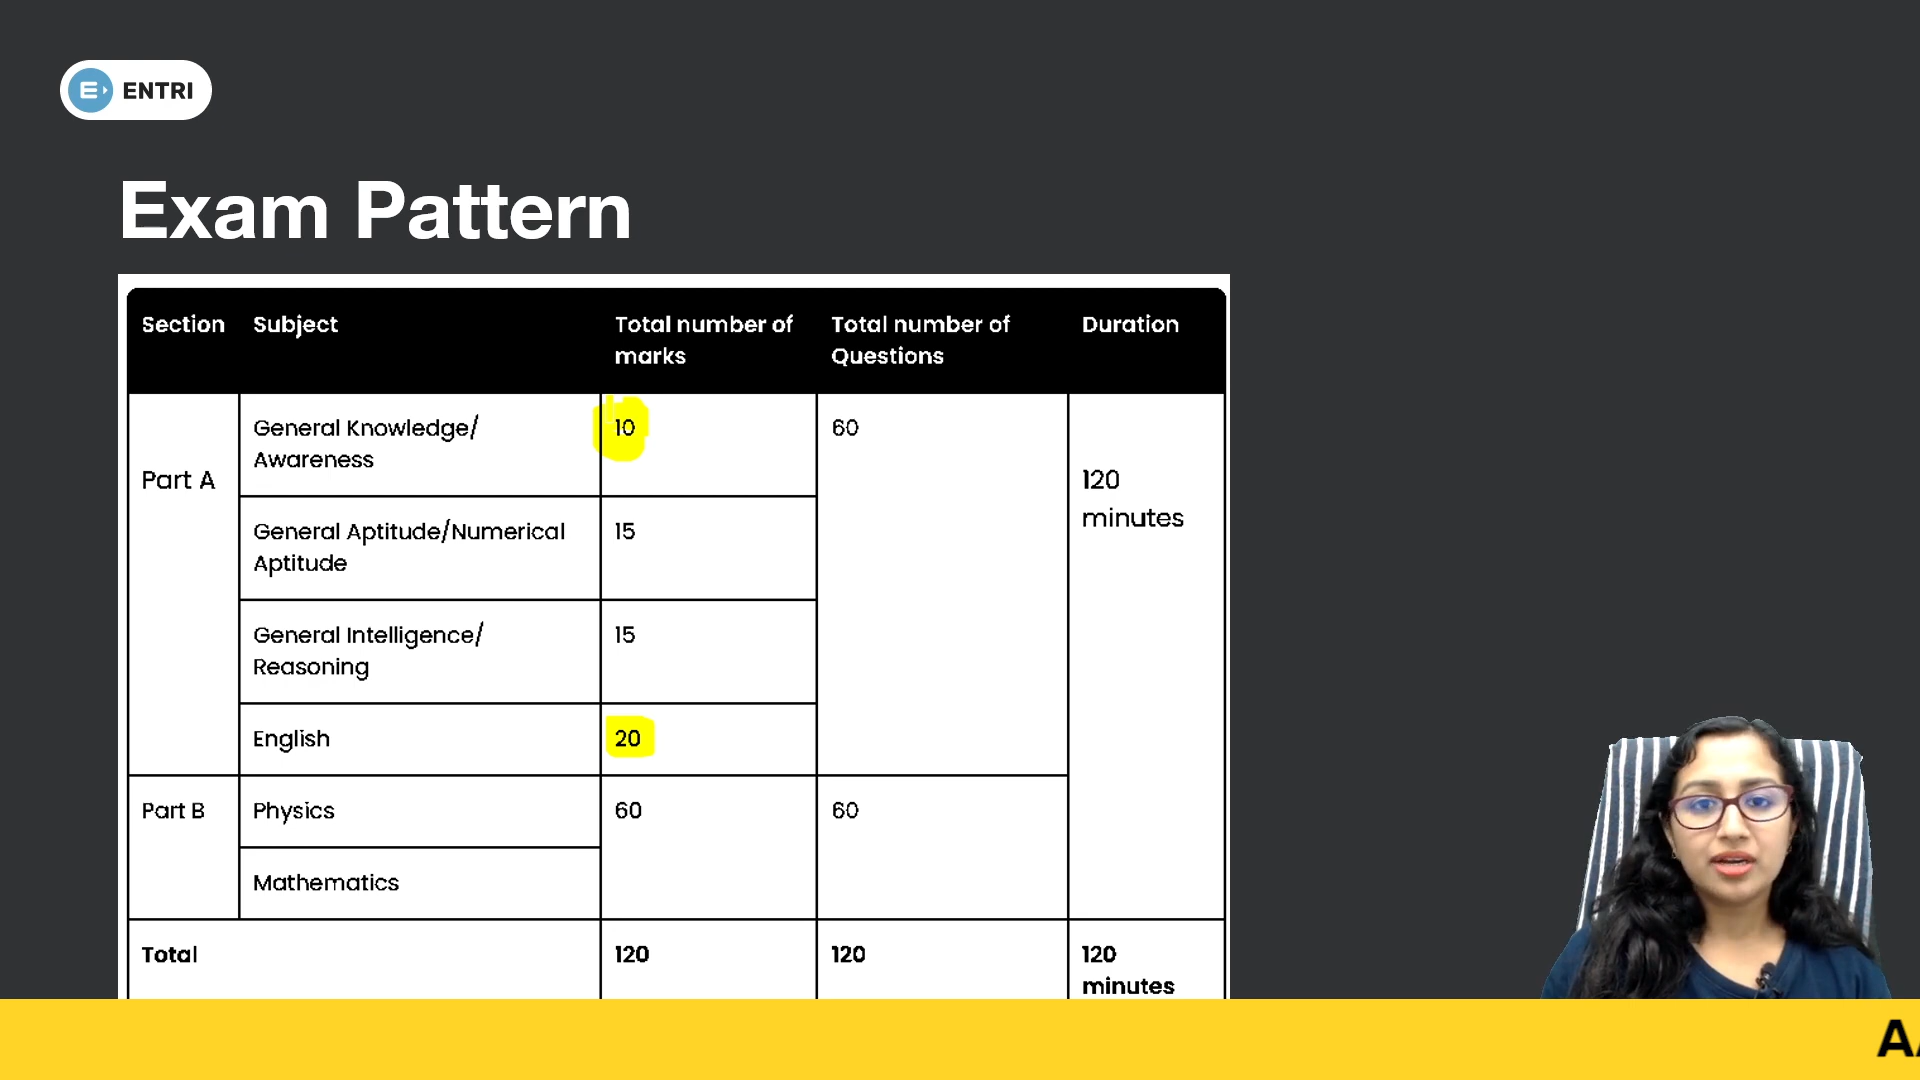 ENTRI
Exam Pattern
Section Subject Total number of marks Total number of Questions Duration
Part A General Knowledge/ Awareness 10 60 120 minutes
General Aptitude/Numerical Aptitude 15
General Intelligence/ Reasoning 15
English 20
Part B Physics 60 60
Mathematics
Total 120 120 120 minutes